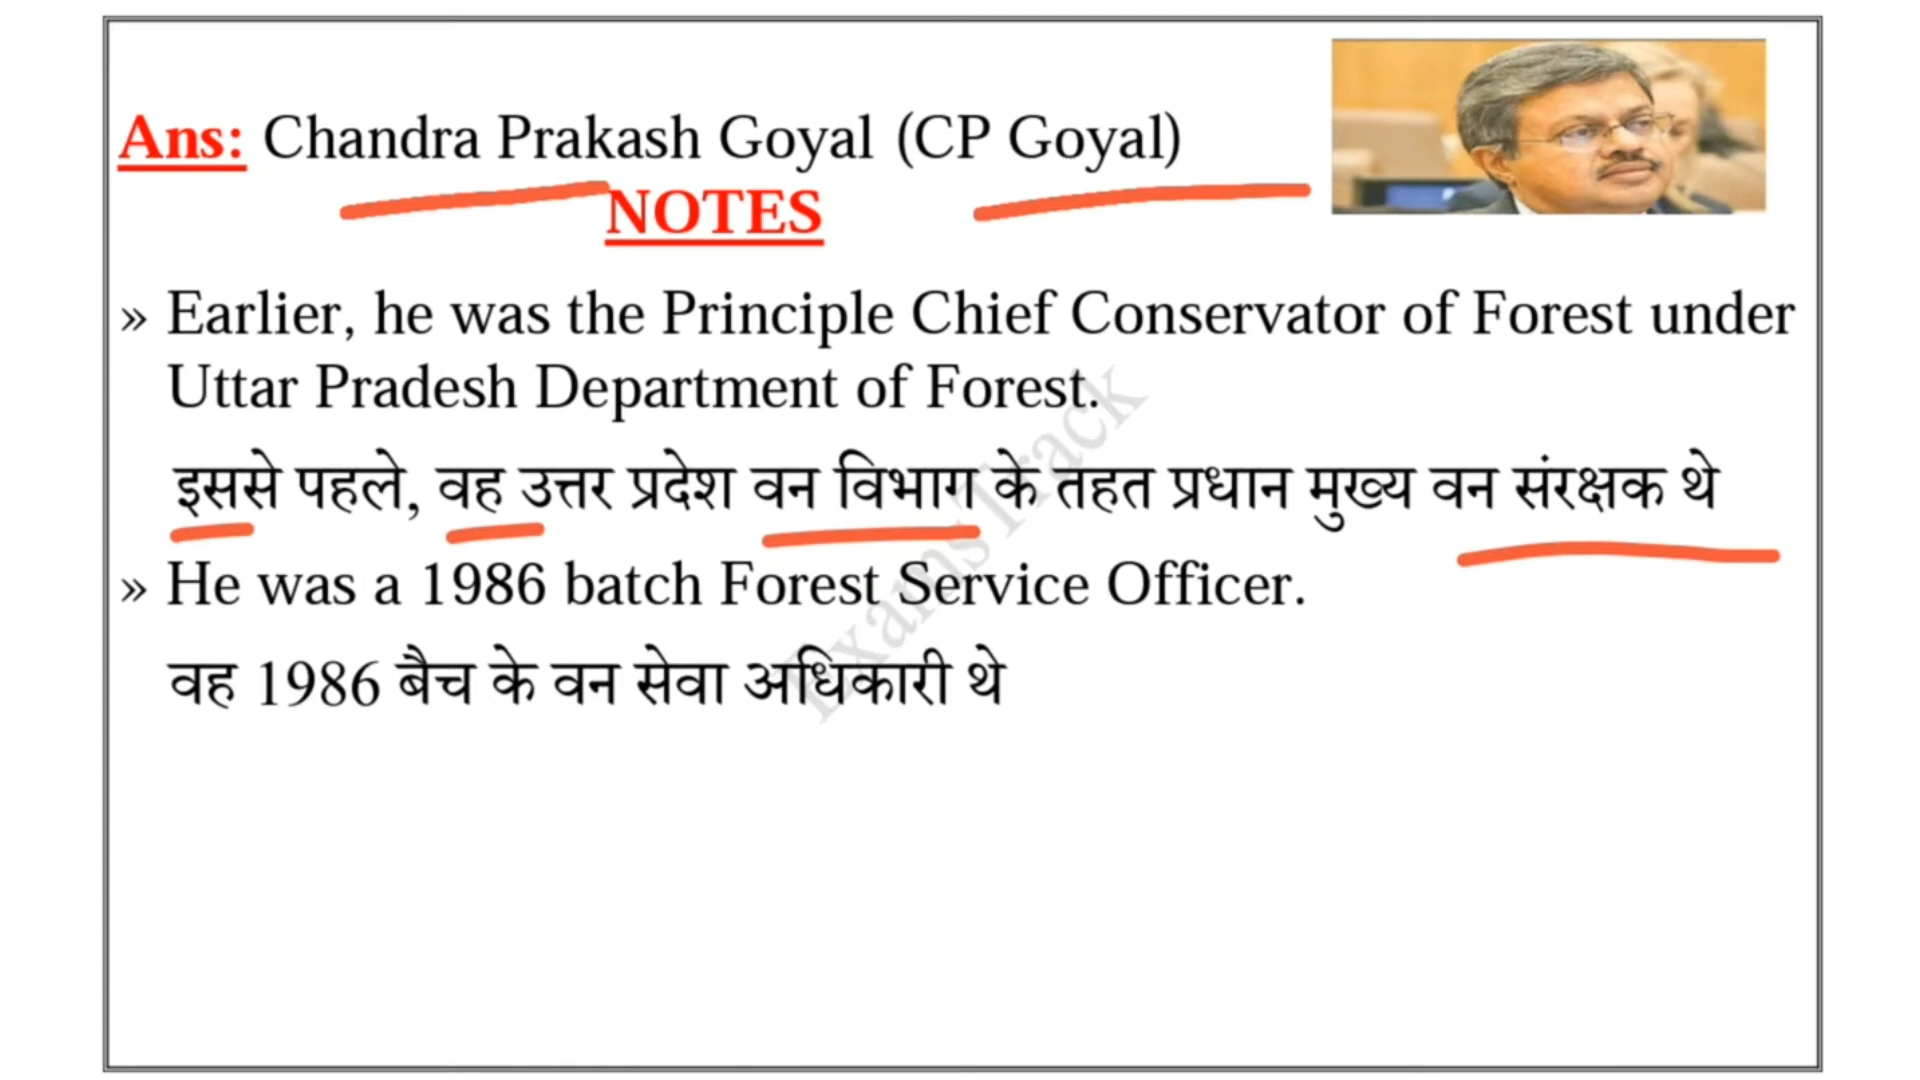 Ans: Chandra Prakash Goyal (CP Goyal)
NOTES
» Earlier, he was the Principle Chief Conservator of Forest under
Uttar Pradesh Department of Forest.
इससे पहले, वह उत्तर प्रदेश वन विभाग के तहत प्रधान मुख्य वन संरक्षक थे
» He was a 1986 batch Forest Service Officer.
वह 1986 बैच के वन सेवा अधिकारी थे
ExamsTrack